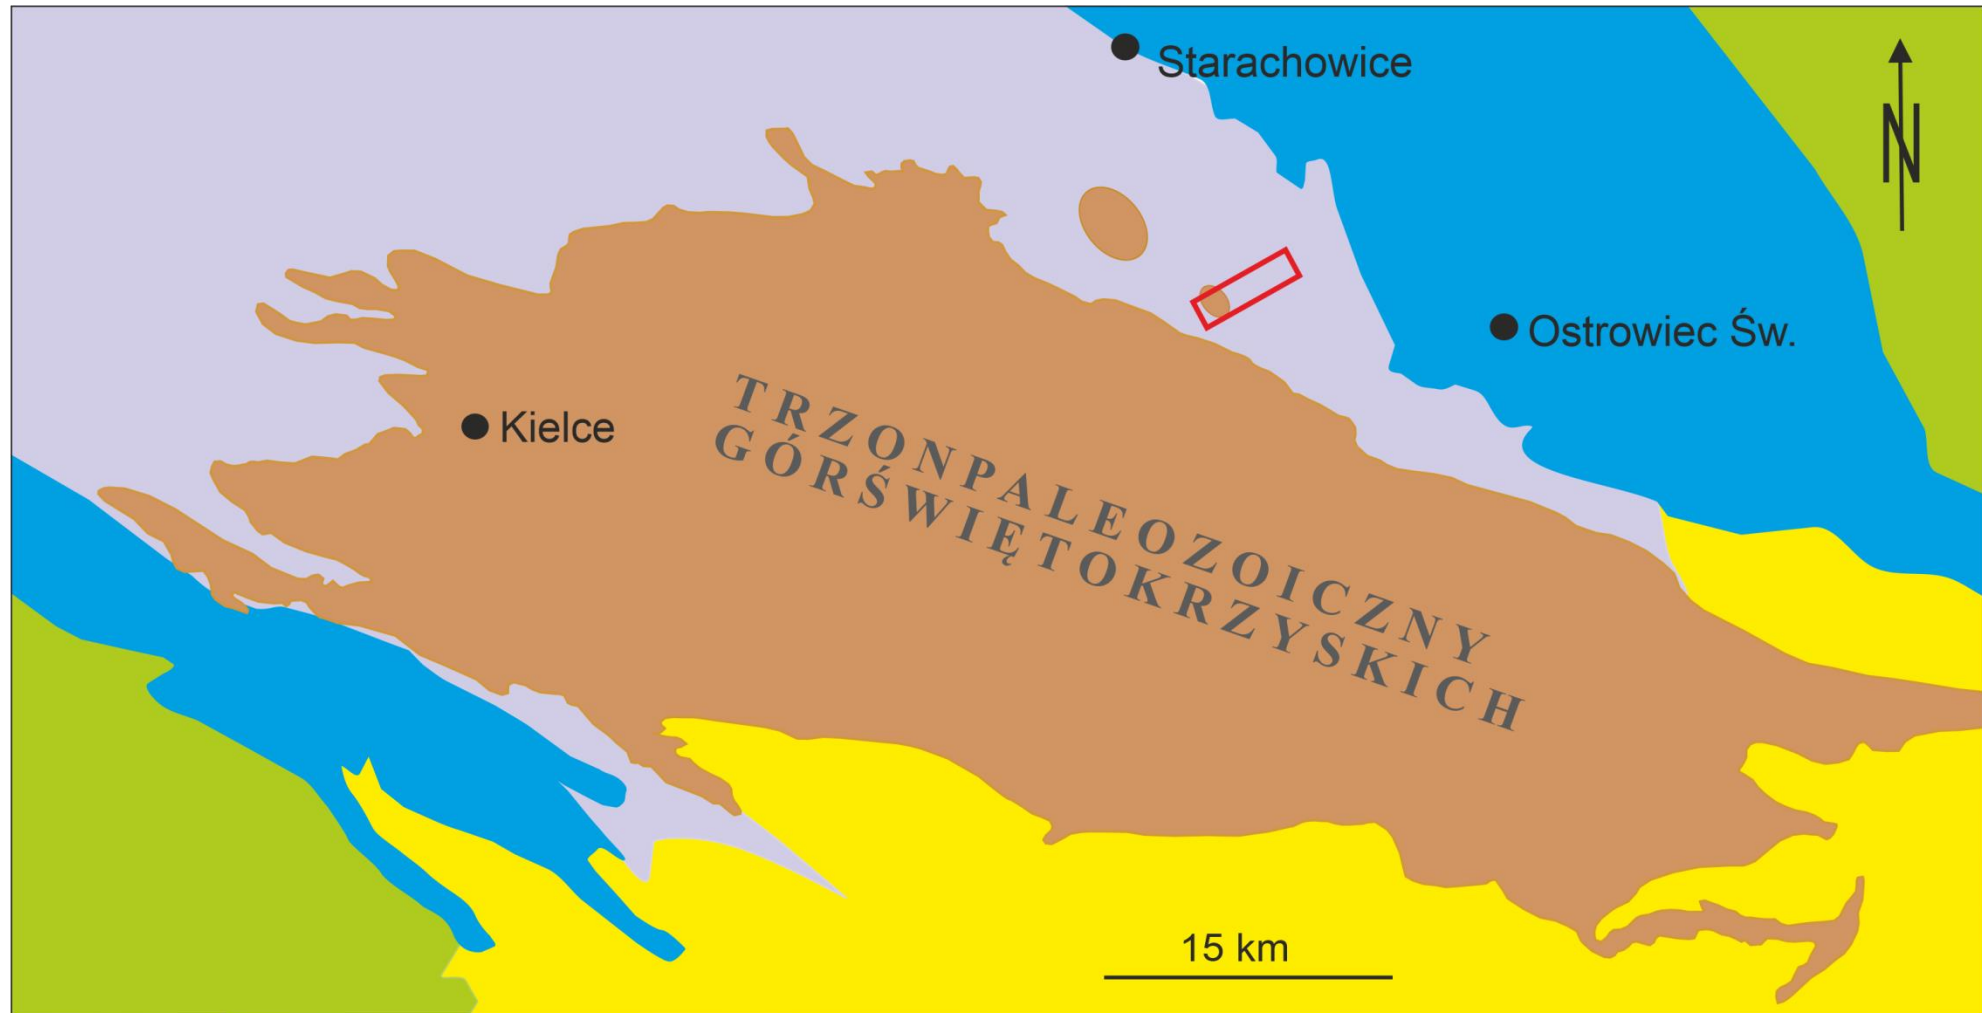 Starachowice
N
Ostrowiec Św.
Kielce
TRZON PALEOZOICZNY
GÓR ŚWIĘTOKRZYSKICH
15 km